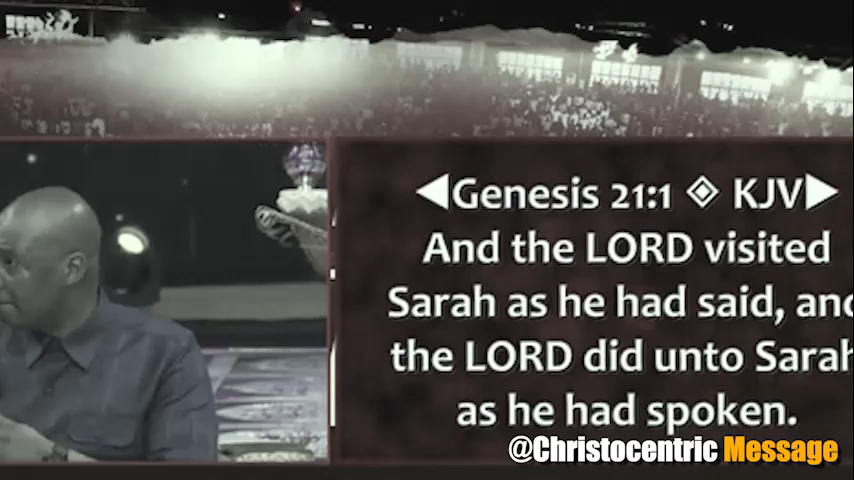 ◀Genesis 21:1 ◈ KJV▶
And the LORD visited
Sarah as he had said, and
the LORD did unto Sarah
as he had spoken.
@Christocentric Message